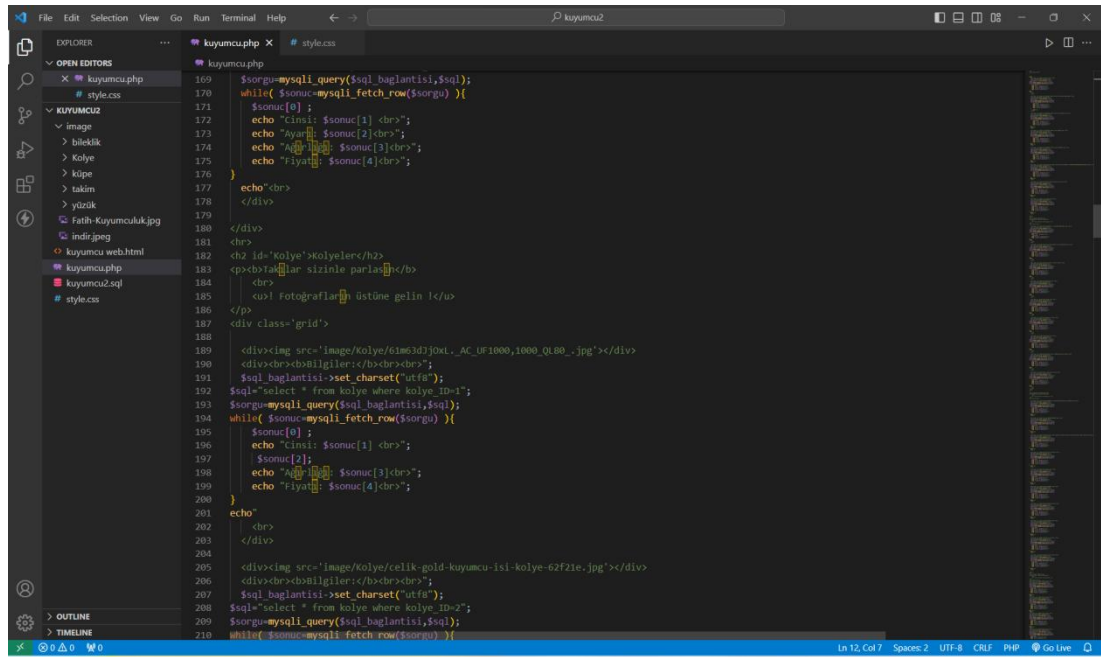 File Edit Selection View Go Run Terminal Help
kuyumcu2
EXPLORER
kuyumcu.php
# style.css
OPEN EDITORS
kuyumcu.php
# style.css
KUYUMCU2
image
bileklik
Kolye
küpe
takim
yüzük
Fatih-Kuyumculuk.jpg
indir.jpeg
kuyumcu web.html
kuyumcu.php
kuyumcu2.sql
# style.css
OUTLINE
TIMELINE
kuyumcu.php
169 $sorgu=mysqli_query($sql_baglantisi,$sql);
170 while( $sonuc=mysqli_fetch_row($sorgu) ){
171 $sonuc[0] ;
172 echo "Cinsi: $sonuc[1] <br>";
173 echo "Ayarı: $sonuc[2]<br>";
174 echo "Ağırlığı: $sonuc[3]<br>";
175 echo "Fiyatı: $sonuc[4]<br>";
176 }
177 echo"<br>
178 </div>
179
180 </div>
181 <hr>
182 <h2 id='Kolye'>Kolyeler</h2>
183 <p><b>Takılar sizinle parlasın</b>
184 <br>
185 <u>! Fotoğrafların üstüne gelin !</u>
186 </p>
187 <div class='grid'>
188
189 <div><img src='image/Kolye/61m63dJjOxL._AC_UF1000,1000_QL80_.jpg'></div>
190 <div><br><b>Bilgiler:</b><br><br>";
191 $sql_baglantisi->set_charset("utf8");
192 $sql="select * from kolye where kolye_ID=1";
193 $sorgu=mysqli_query($sql_baglantisi,$sql);
194 while( $sonuc=mysqli_fetch_row($sorgu) ){
195 $sonuc[0] ;
196 echo "Cinsi: $sonuc[1] <br>";
197 $sonuc[2];
198 echo "Ağırlığı: $sonuc[3]<br>";
199 echo "Fiyatı: $sonuc[4]<br>";
200 }
201 echo"
202 <br>
203 </div>
204
205 <div><img src='image/Kolye/celik-gold-kuyumcu-isi-kolye-62f21e.jpg'></div>
206 <div><br><b>Bilgiler:</b><br><br>";
207 $sql_baglantisi->set_charset("utf8");
208 $sql="select * from kolye where kolye_ID=2";
209 $sorgu=mysqli_query($sql_baglantisi,$sql);
210 while( $sonuc=mysqli_fetch_row($sorgu) ){
0 0 0 Ln 12, Col 7 Spaces: 2 UTF-8 CRLF PHP Go Live